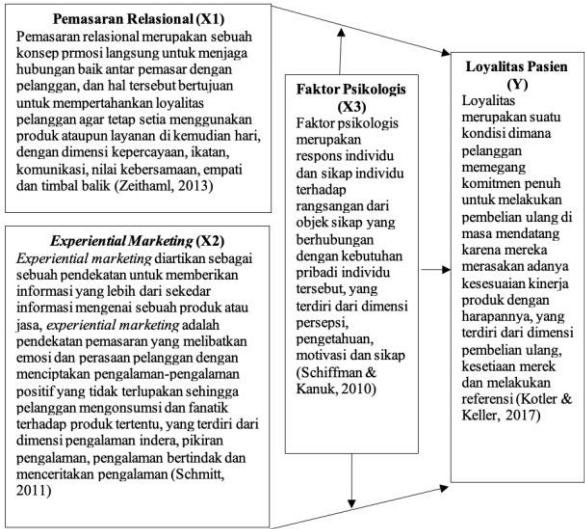 Pemasaran Relasional (X1)
Pemasaran relasional merupakan sebuah
konsep prmosi langsung untuk menjaga
hubungan baik antar pemasar dengan
pelanggan, dan hal tersebut bertujuan
untuk mempertahankan loyalitas
pelanggan agar tetap setia menggunakan
produk ataupun layanan di kemudian hari,
dengan dimensi kepercayaan, ikatan,
komunikasi, nilai kebersamaan, empati
dan timbal balik (Zeithaml, 2013)
Experiential Marketing (X2)
Experiential marketing diartikan sebagai
sebuah pendekatan untuk memberikan
informasi yang lebih dari sekedar
informasi mengenai sebuah produk atau
jasa, experiential marketing adalah
pendekatan pemasaran yang melibatkan
emosi dan perasaan pelanggan dengan
menciptakan pengalaman-pengalaman
positif yang tidak terlupakan sehingga
pelanggan mengonsumsi dan fanatik
terhadap produk tertentu, yang terdiri dari
dimensi pengalaman indera, pikiran
pengalaman, pengalaman bertindak dan
menceritakan pengalaman (Schmitt,
2011)
Faktor Psikologis
(X3)
Faktor psikologis
merupakan
respons individu
dan sikap individu
terhadap
rangsangan dari
objek sikap yang
berhubungan
dengan kebutuhan
pribadi individu
tersebut, yang
terdiri dari dimensi
persepsi,
pengetahuan,
motivasi dan sikap
(Schiffman &
Kanuk, 2010)
Loyalitas Pasien
(Y)
Loyalitas
merupakan suatu
kondisi dimana
pelanggan
memegang
komitmen penuh
untuk melakukan
pembelian ulang di
masa mendatang
karena mereka
merasakan adanya
kesesuaian kinerja
produk dengan
harapannya, yang
terdiri dari dimensi
pembelian ulang,
kesetiaan merek
dan melakukan
referensi (Kotler &
Keller, 2017)